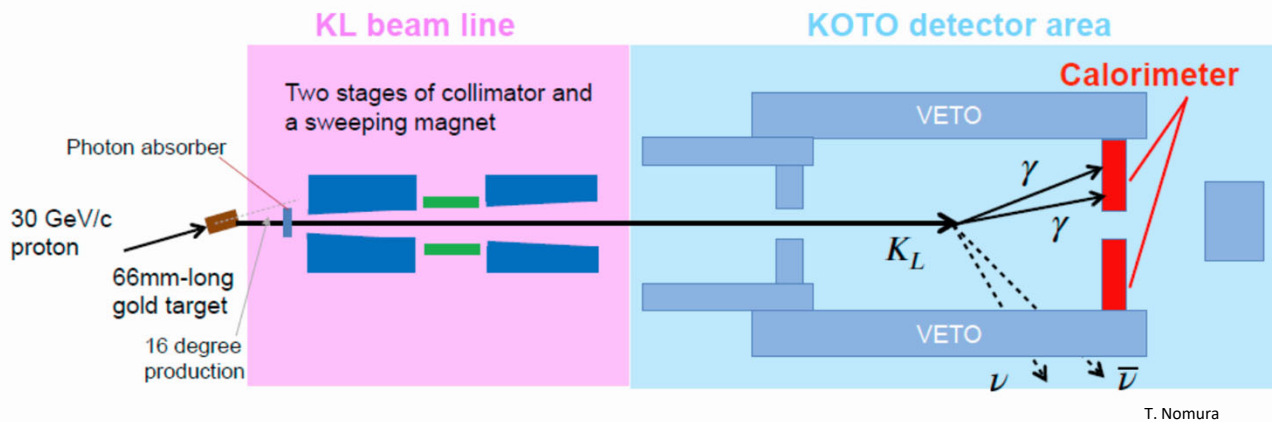 KL beam line
KOTO detector area
Two stages of collimator and
a sweeping magnet
Calorimeter
VETO
Photon absorber
γ
30 GeV/c
proton
γ
K_L
66mm-long
gold target
VETO
16 degree
production
ν
ν̅
T. Nomura